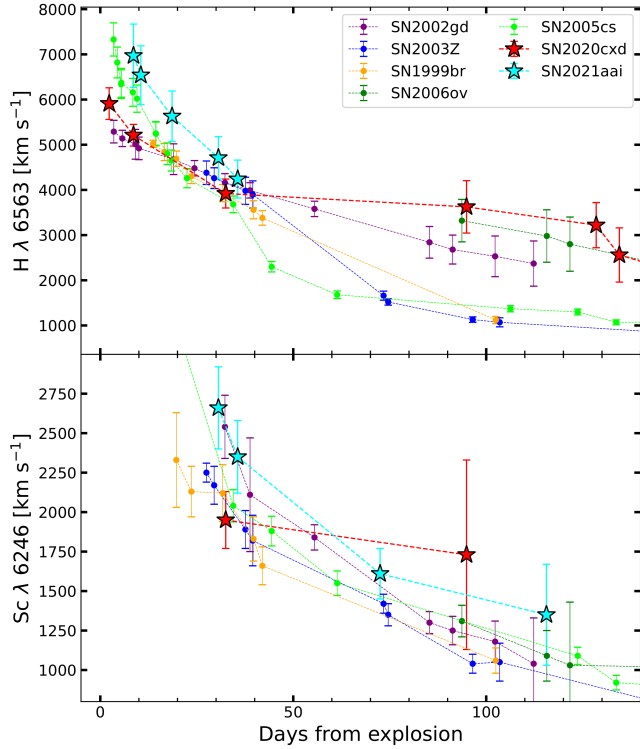 SN2002gd
SN2003Z
SN1999br
SN2006ov
SN2005cs
SN2020cxd
SN2021aai
8000
7000
6000
5000
4000
3000
2000
1000
H λ 6563 [km s⁻¹]
2750
2500
2250
2000
1750
1500
1250
1000
Sc λ 6246 [km s⁻¹]
0
50
100
Days from explosion